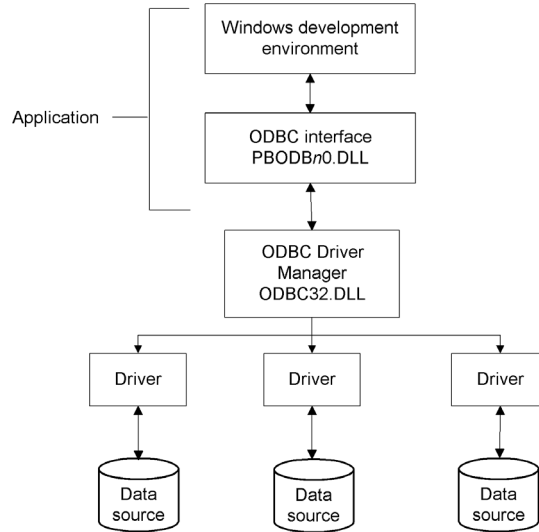 Windows development
environment
Application
ODBC interface
PBODBn0.DLL
ODBC Driver
Manager
ODBC32.DLL
Driver
Driver
Driver
Data
source
Data
source
Data
source